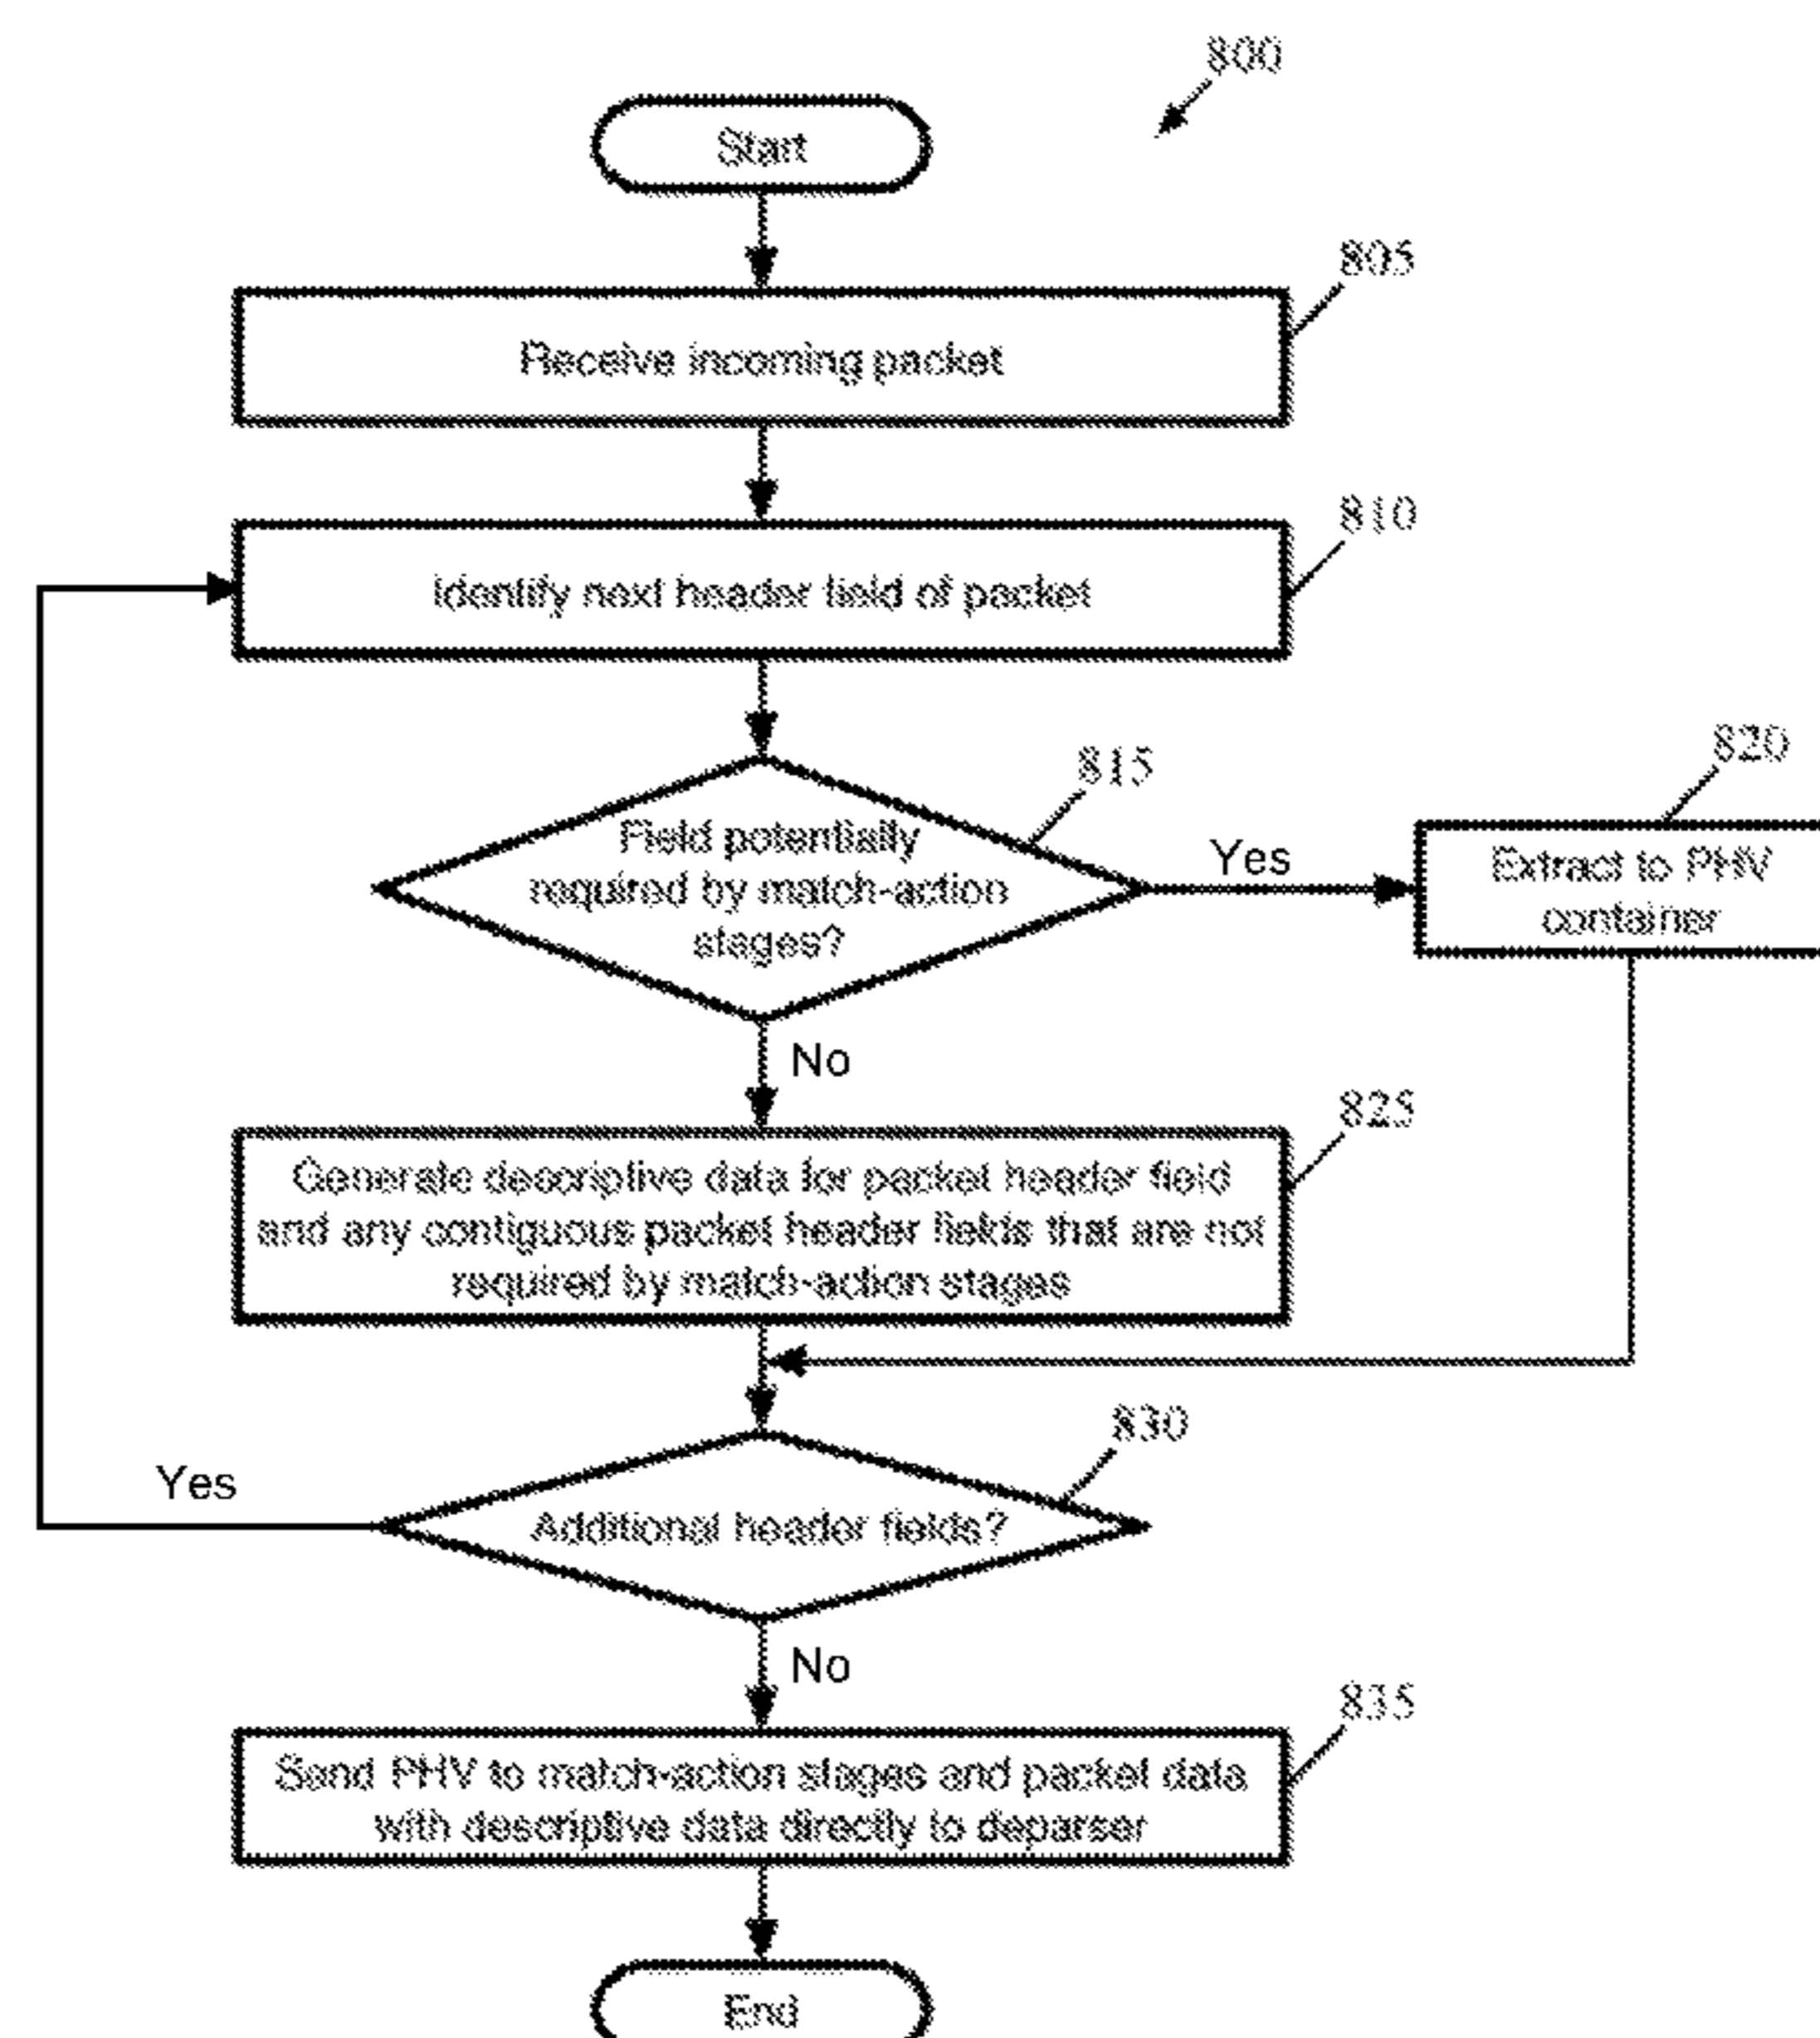 800
Start
805
Receive incoming packet
810
Identify next header field of packet
815
Field potentially
required by match-action
stages?
Yes
820
Extract to PHV
container
No
825
Generate descriptive data for packet header field
and any contiguous packet header fields that are not
required by match-action stages
830
Yes
Additional header fields?
No
835
Send PHV to match-action stages and packet data
with descriptive data directly to deparser
End